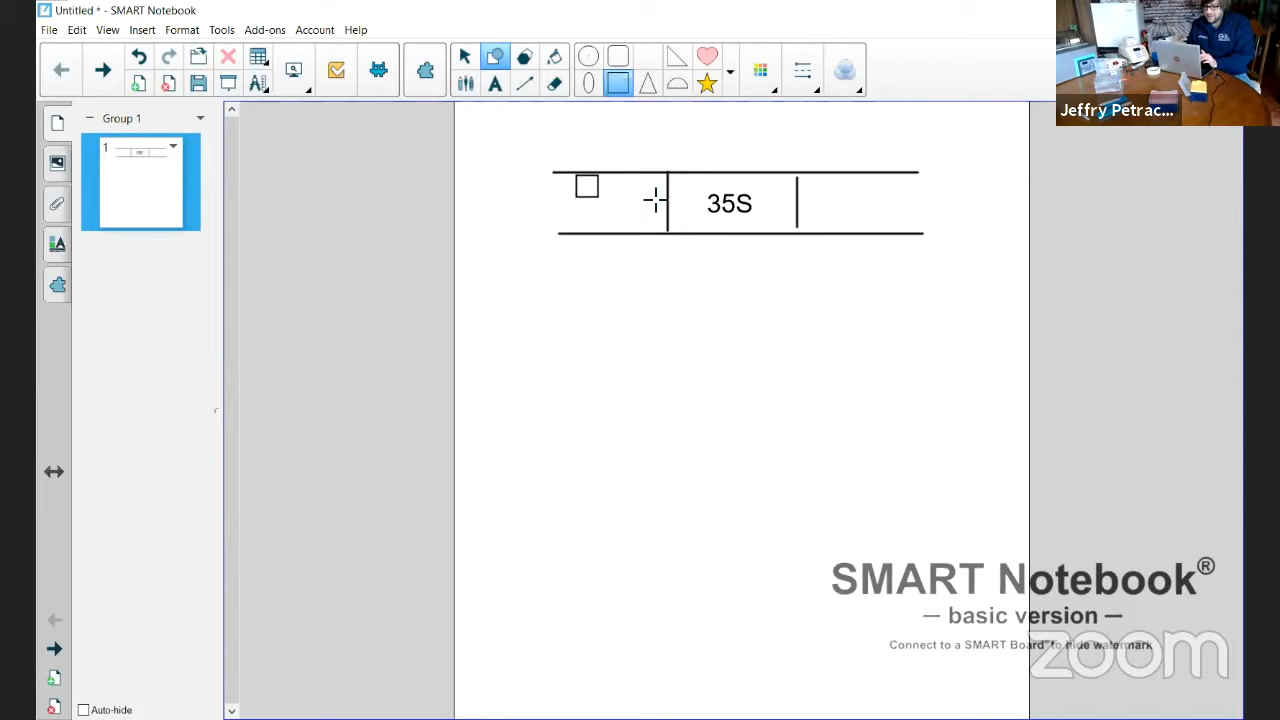 Untitled * - SMART Notebook
File Edit View Insert Format Tools Add-ons Account Help
Jeffry Petrac...
Group 1
1
35S
SMART Notebook®
— basic version —
Connect to a SMART Board® to hide watermark
zoom
Auto-hide